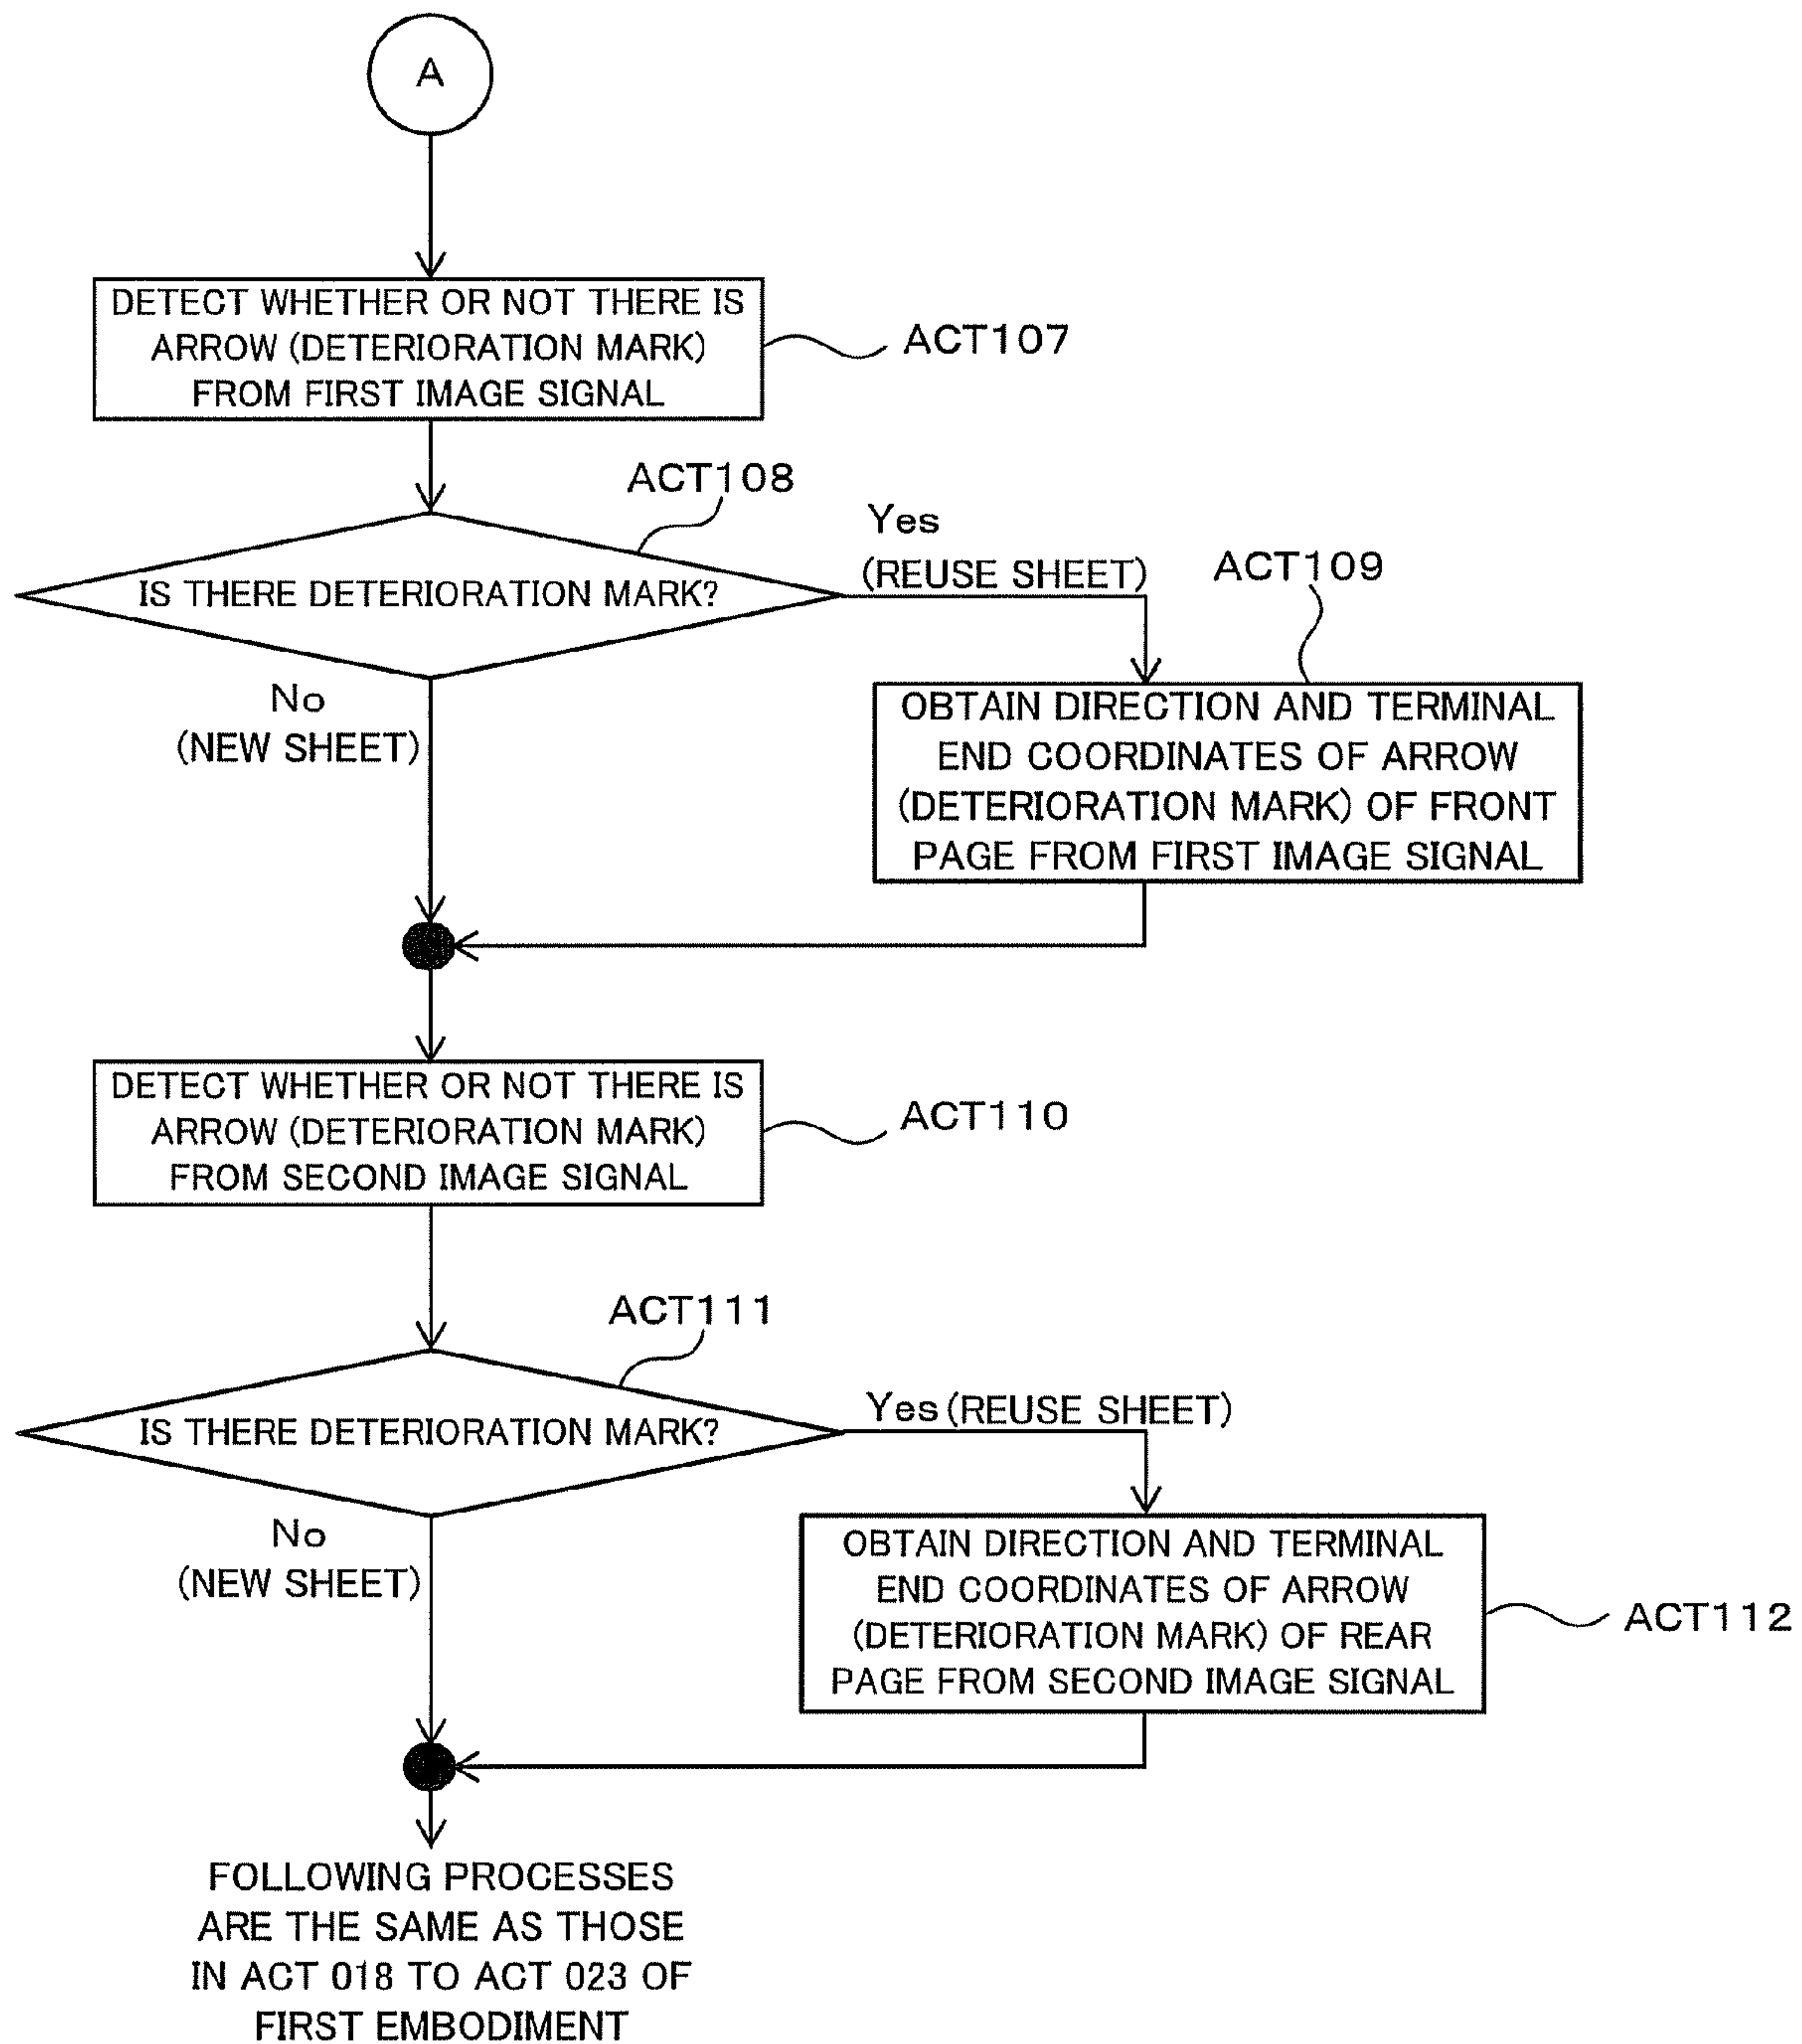 A
DETECT WHETHER OR NOT THERE IS
ARROW (DETERIORATION MARK)
FROM FIRST IMAGE SIGNAL
ACT107
ACT108
IS THERE DETERIORATION MARK?
Yes
(REUSE SHEET)
ACT109
No
(NEW SHEET)
OBTAIN DIRECTION AND TERMINAL
END COORDINATES OF ARROW
(DETERIORATION MARK) OF FRONT
PAGE FROM FIRST IMAGE SIGNAL
DETECT WHETHER OR NOT THERE IS
ARROW (DETERIORATION MARK)
FROM SECOND IMAGE SIGNAL
ACT110
ACT111
IS THERE DETERIORATION MARK?
Yes (REUSE SHEET)
No
(NEW SHEET)
OBTAIN DIRECTION AND TERMINAL
END COORDINATES OF ARROW
(DETERIORATION MARK) OF REAR
PAGE FROM SECOND IMAGE SIGNAL
ACT112
FOLLOWING PROCESSES
ARE THE SAME AS THOSE
IN ACT 018 TO ACT 023 OF
FIRST EMBODIMENT